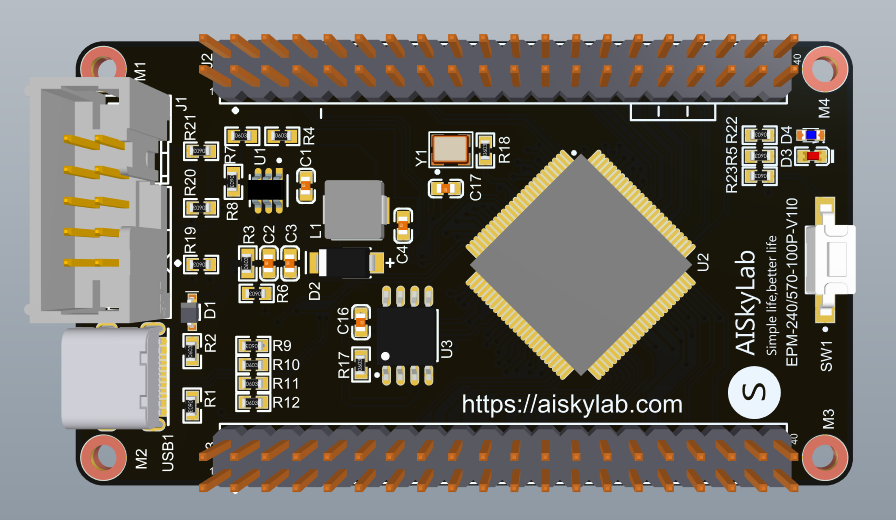 J2
40
M1
J1
M4
R21
R4
R22
D4
R7
U1
C1
Y1
R18
R23
R5
D3
R20
R8
C17
L1
R19
R3
C2
C3
C4
U2
D2
R6
D1
C16
U3
R17
R2
R9
R10
R11
R12
R1
AISkyLab
Simple life,better life
EPM-240/570-100P-V1I0
SW1
S
https://aiskylab.com
M3
M2
USB1
3
40